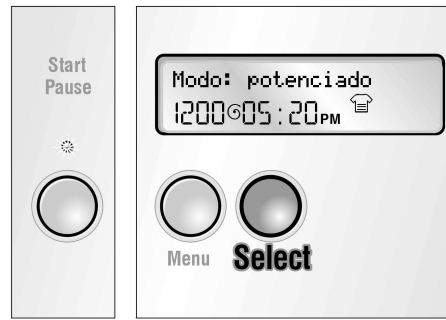 Start
Pause
Modo: potenciado
1200 05:20PM
Menu
Select